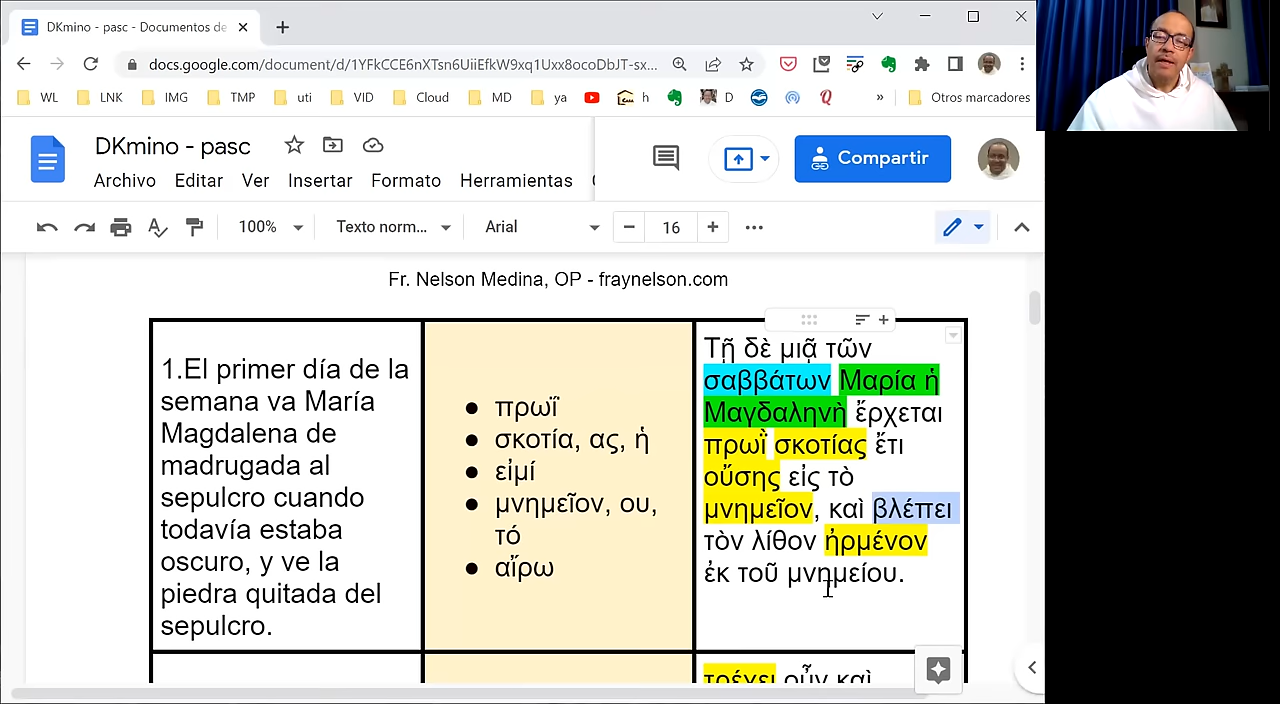 DKmino - pasc - Documentos de
docs.google.com/document/d/1YFkCCE6nXTsn6UiiEfkW9xq1Uxx8ocoDbJT-sx...
WL LNK IMG TMP uti VID Cloud MD ya h D » Otros marcadores
DKmino - pasc
Compartir
Archivo Editar Ver Insertar Formato Herramientas
100% Texto norm... Arial 16
Fr. Nelson Medina, OP - fraynelson.com
1.El primer día de la
semana va María
Magdalena de
madrugada al
sepulcro cuando
todavía estaba
oscuro, y ve la
piedra quitada del
sepulcro.
● πρωΐ
● σκοτία, ας, ἡ
● εἰμί
● μνημεῖον, ου,
τό
● αἴρω
Τῇ δὲ μιᾷ τῶν
σαββάτων Μαρία ἡ
Μαγδαληνὴ ἔρχεται
πρωῒ σκοτίας ἔτι
οὔσης εἰς τὸ
μνημεῖον, καὶ βλέπει
τὸν λίθον ἠρμένον
ἐκ τοῦ μνημείου.
τρέχει οὖν καὶ